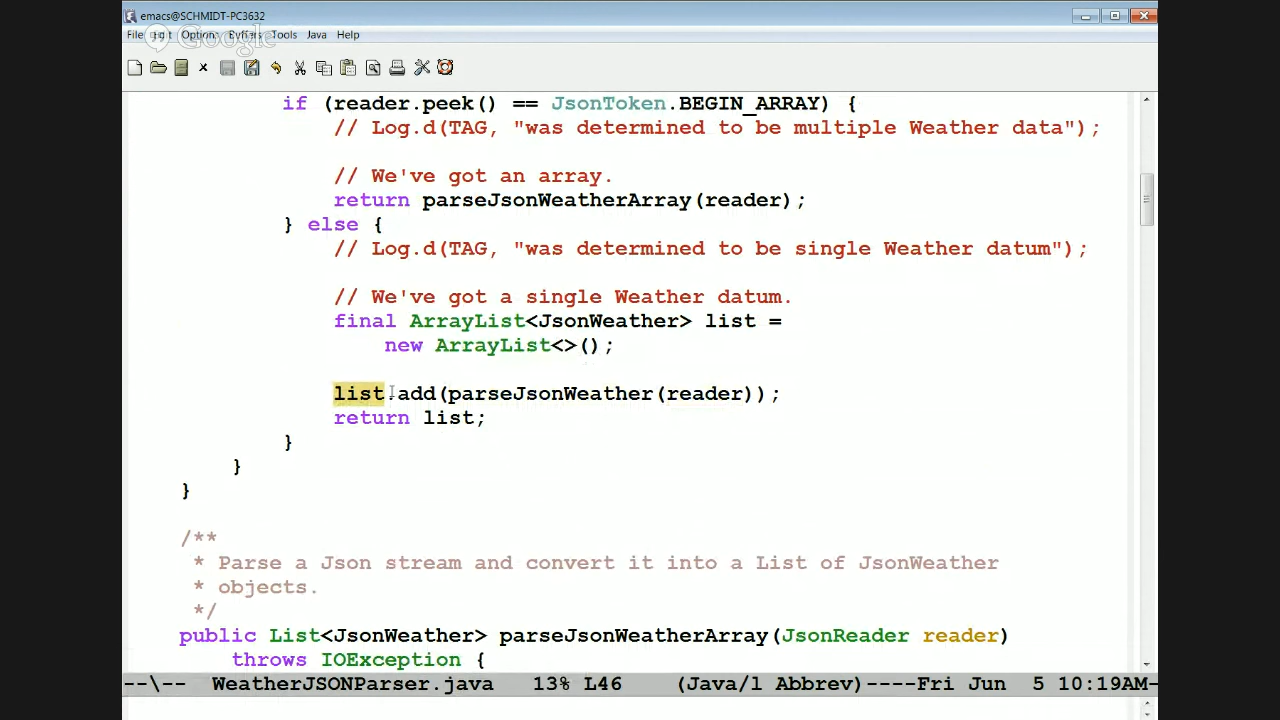 emacs@SCHMIDT-PC3632
File Edit Options Buffers Tools Java Help
Google
if (reader.peek() == JsonToken.BEGIN_ARRAY) {
// Log.d(TAG, "was determined to be multiple Weather data");
// We've got an array.
return parseJsonWeatherArray(reader);
} else {
// Log.d(TAG, "was determined to be single Weather datum");
// We've got a single Weather datum.
final ArrayList<JsonWeather> list =
new ArrayList<>();
list.add(parseJsonWeather(reader));
return list;
}
}
}
/**
* Parse a Json stream and convert it into a List of JsonWeather
* objects.
*/
public List<JsonWeather> parseJsonWeatherArray(JsonReader reader)
throws IOException {
--\-- WeatherJSONParser.java 13% L46 (Java/l Abbrev)----Fri Jun 5 10:19AM-